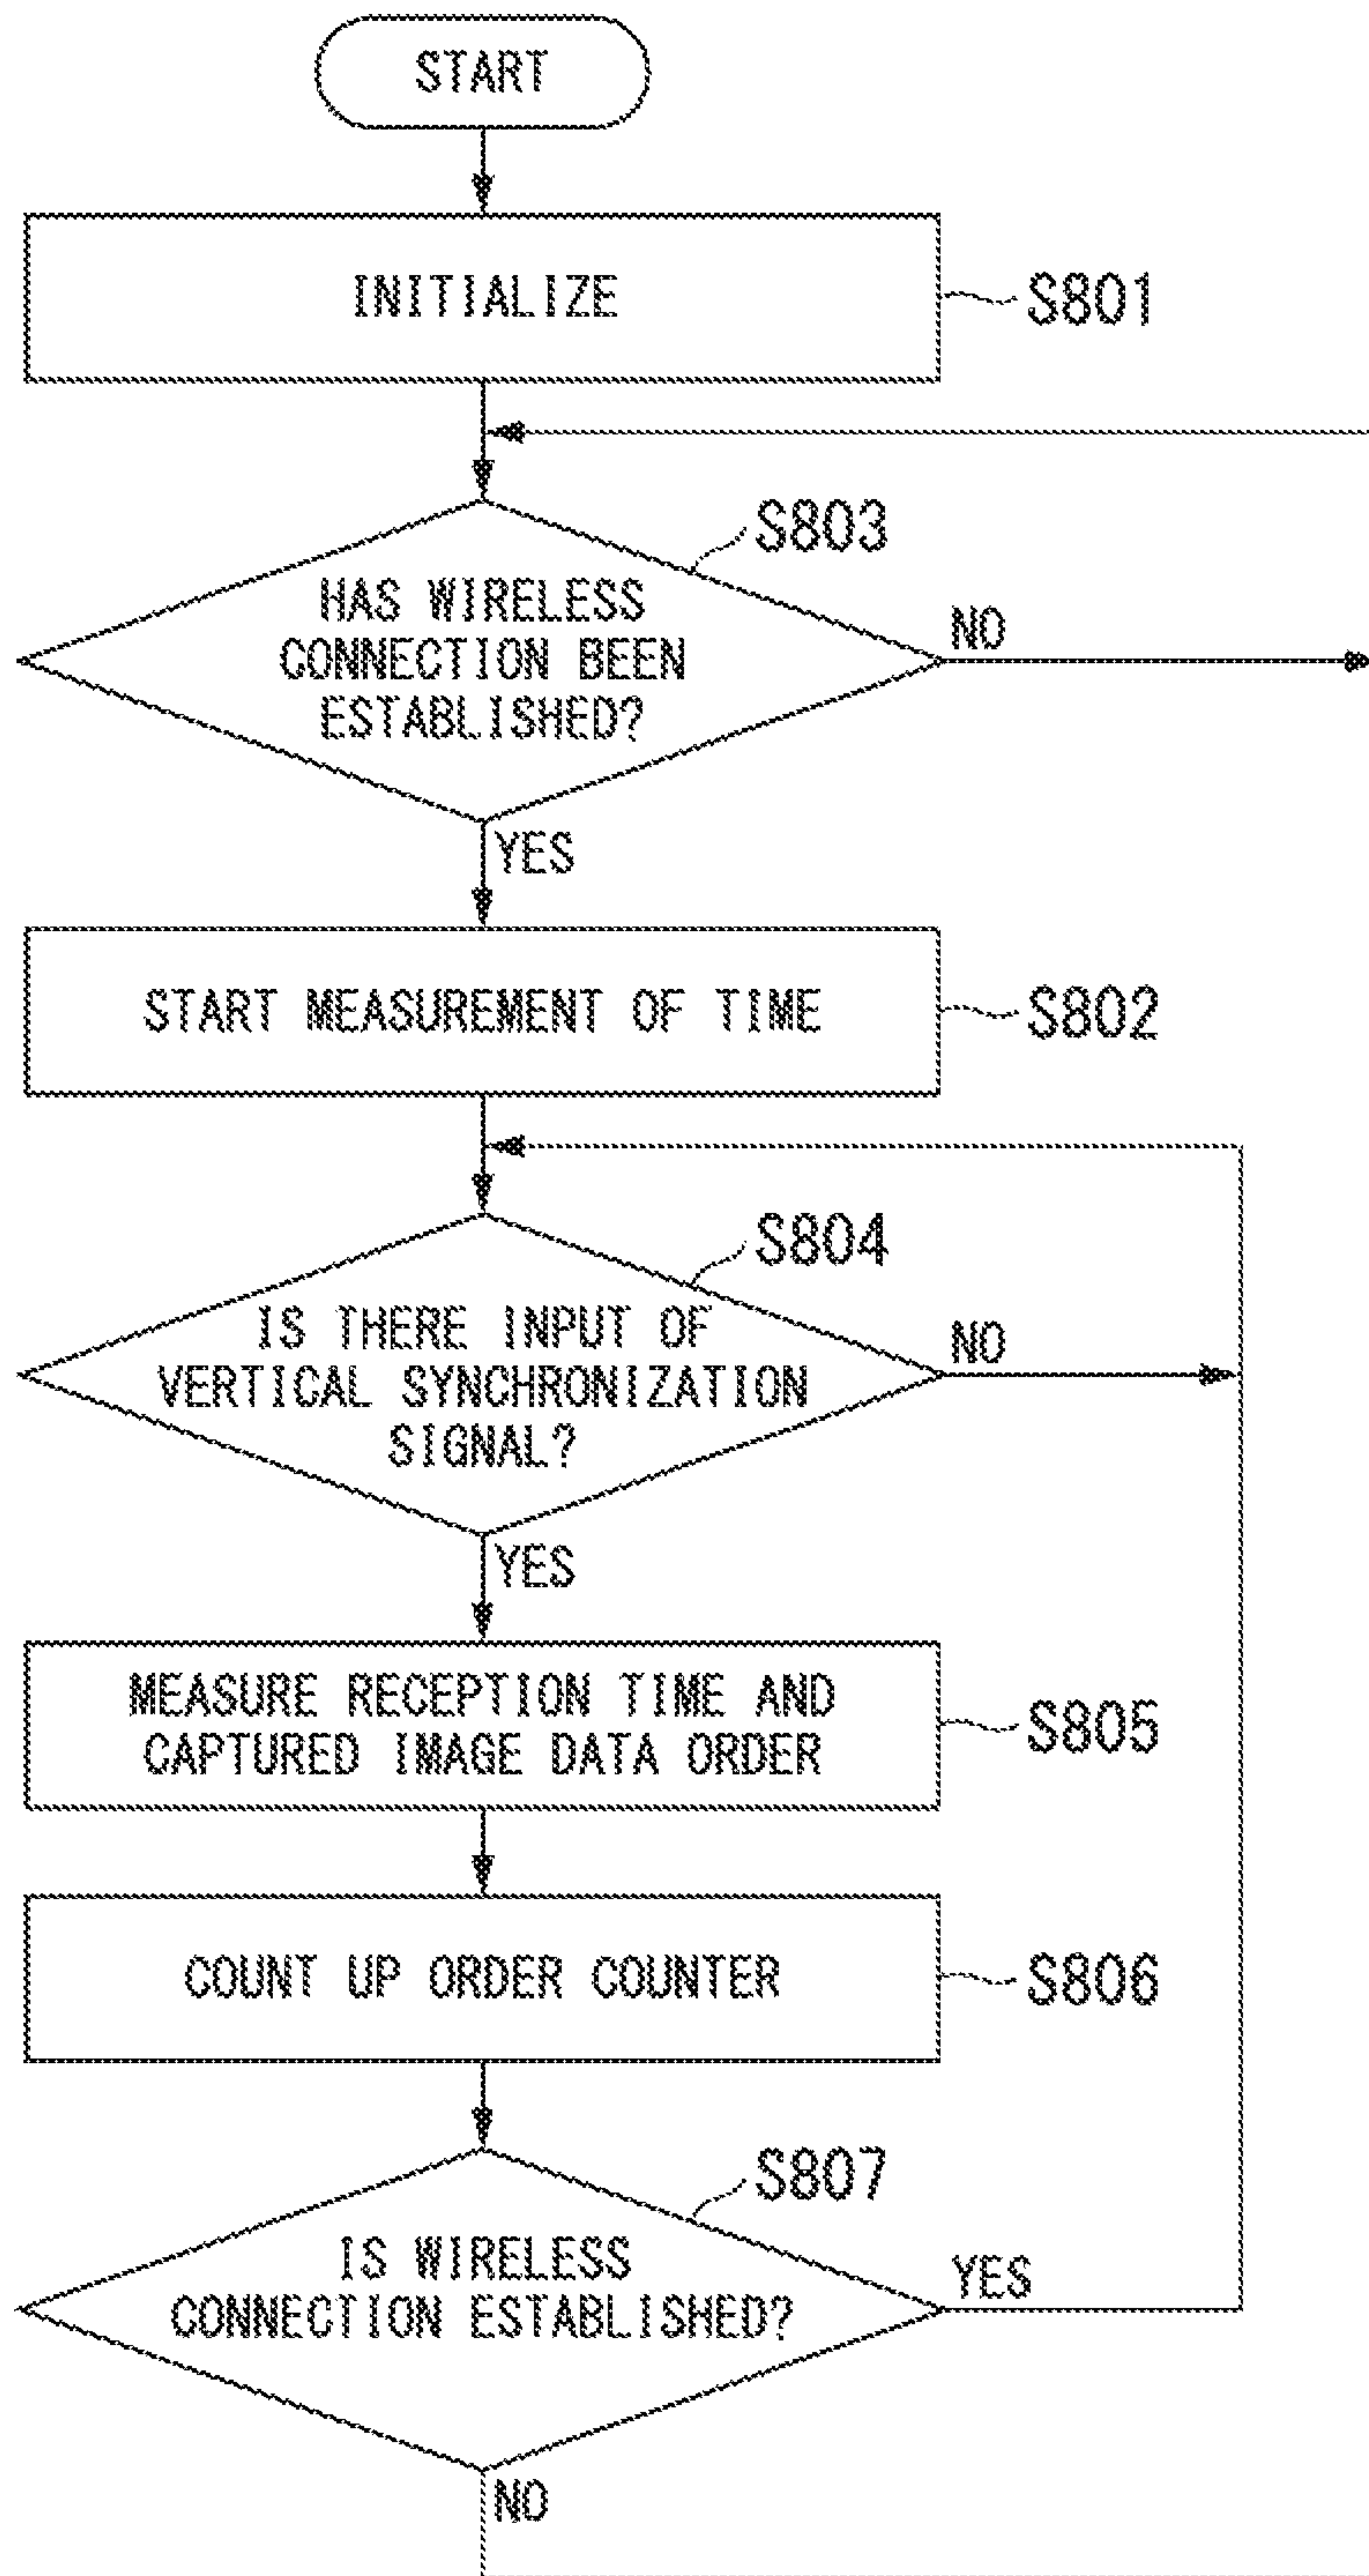 START
INITIALIZE
S801
S803
HAS WIRELESS
CONNECTION BEEN
ESTABLISHED?
NO
YES
START MEASUREMENT OF TIME
S802
S804
IS THERE INPUT OF
VERTICAL SYNCHRONIZATION
SIGNAL?
NO
YES
MEASURE RECEPTION TIME AND
CAPTURED IMAGE DATA ORDER
S805
COUNT UP ORDER COUNTER
S806
S807
IS WIRELESS
CONNECTION ESTABLISHED?
YES
NO